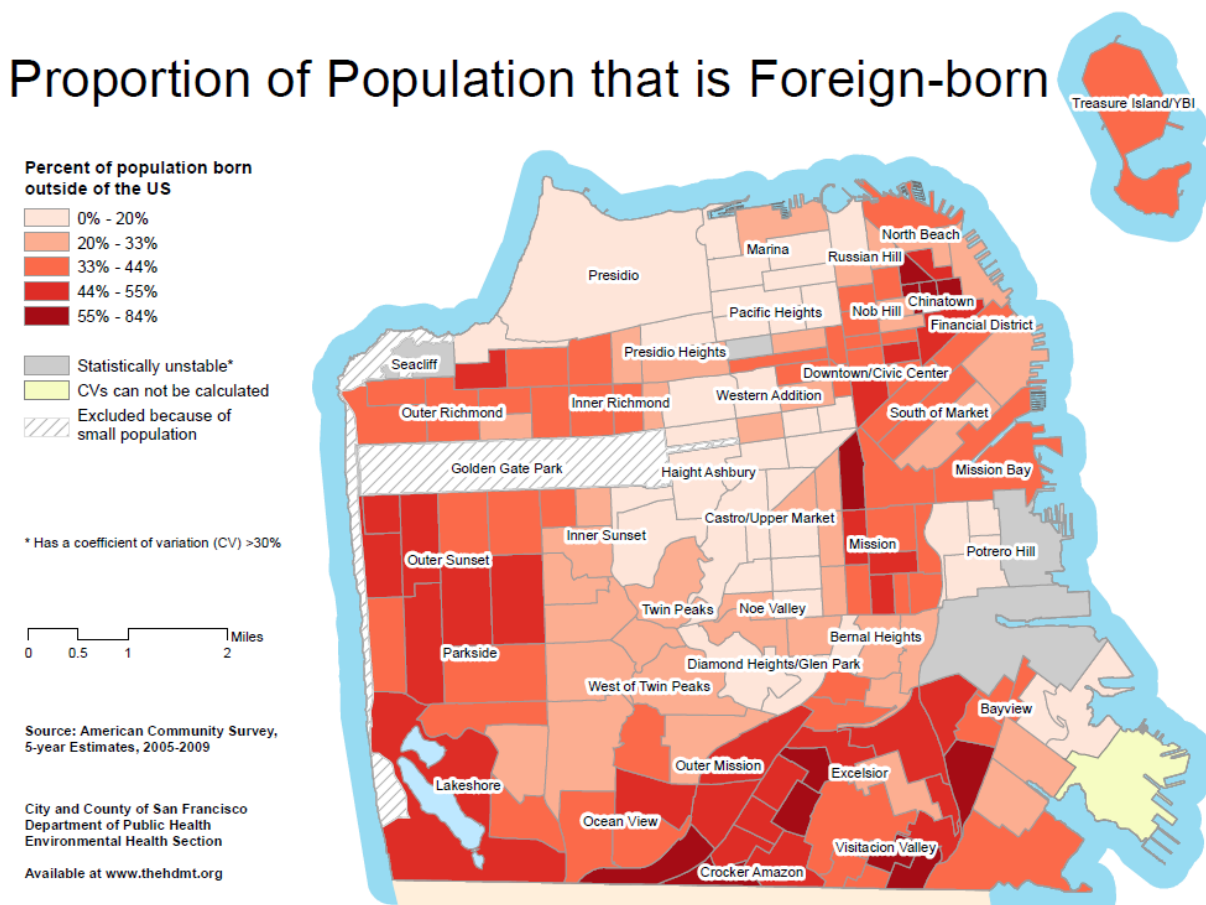 Proportion of Population that is Foreign-born
Treasure Island/YBI
Percent of population born
outside of the US
0% - 20%
20% - 33%
33% - 44%
44% - 55%
55% - 84%
Statistically unstable*
CVs can not be calculated
Excluded because of
small population
* Has a coefficient of variation (CV) >30%
Miles
0 0.5 1 2
Source: American Community Survey,
5-year Estimates, 2005-2009
City and County of San Francisco
Department of Public Health
Environmental Health Section
Available at www.thehdmt.org
North Beach
Marina
Russian Hill
Presidio
Chinatown
Pacific Heights
Nob Hill
Financial District
Presidio Heights
Seacliff
Downtown/Civic Center
Western Addition
Inner Richmond
Outer Richmond
South of Market
Golden Gate Park
Haight Ashbury
Mission Bay
Castro/Upper Market
Inner Sunset
Mission
Potrero Hill
Outer Sunset
Twin Peaks
Noe Valley
Bernal Heights
Parkside
Diamond Heights/Glen Park
West of Twin Peaks
Bayview
Outer Mission
Excelsior
Lakeshore
Ocean View
Visitacion Valley
Crocker Amazon